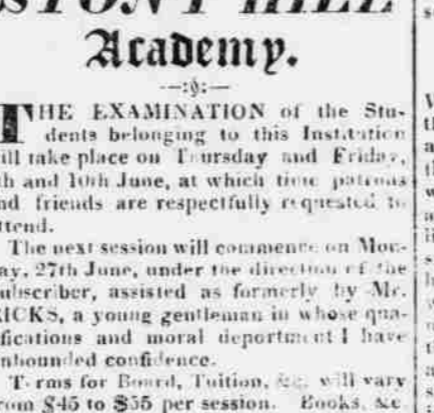 STONY HILL
Academy.
—:§:—
THE EXAMINATION of the Stu-
dents belonging to this Institution
ill take place on Thursday and Friday,
th and 10th June, at which time patrons
nd friends are respectfully requested to
ttend.
The next session will commence on Mon-
ay, 27th June, under the direction of the
ubscriber, assisted as formerly by Mr.
RICKS, a young gentleman in whose qua-
fications and moral deportment I have
nbounded confidence.
Terms for Board, Tuition, &c. will vary
rom $45 to $55 per session. Books, &c